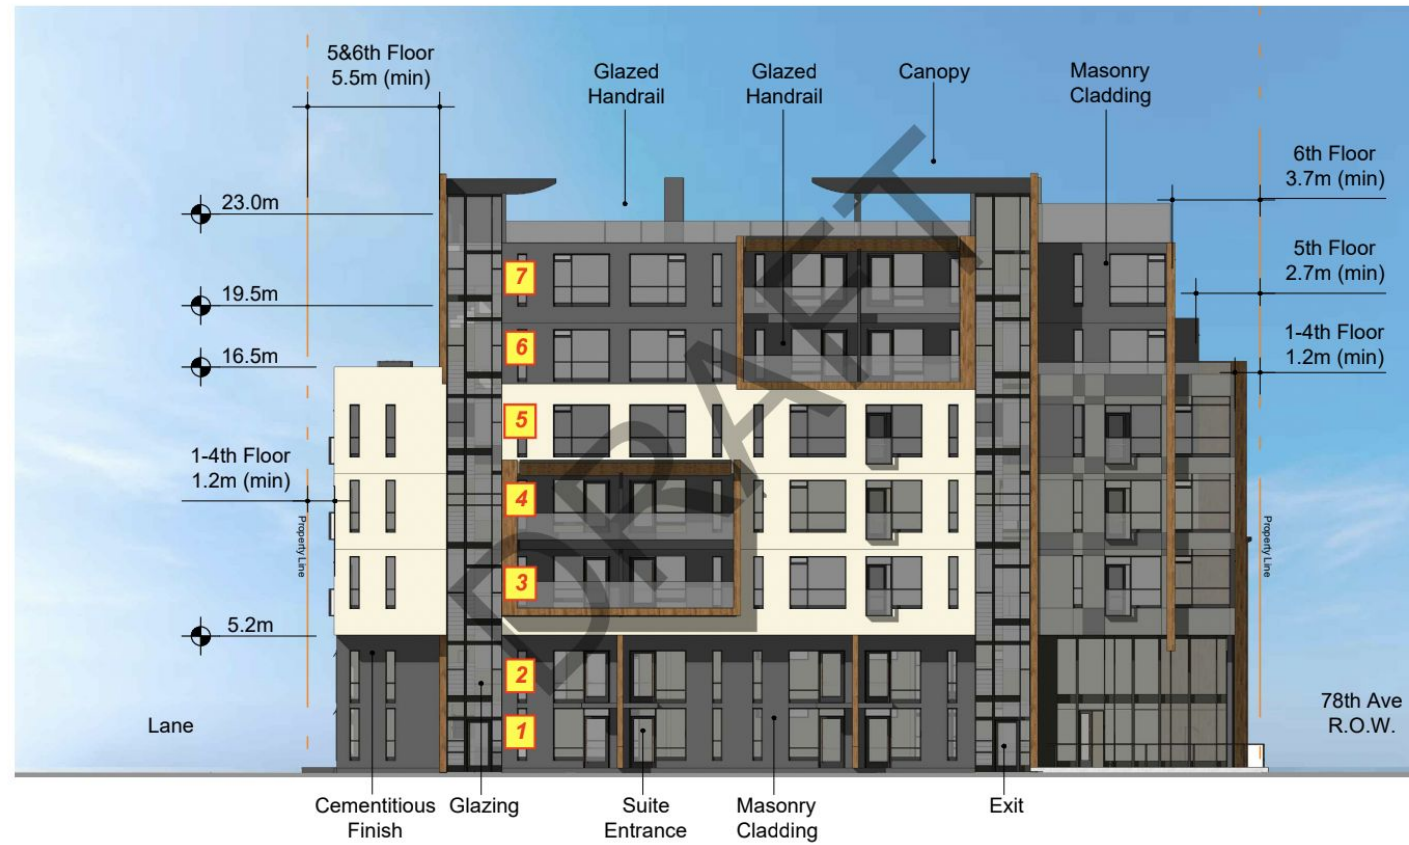 5&6th Floor
5.5m (min)
Glazed
Handrail
Glazed
Handrail
Canopy
Masonry
Cladding
6th Floor
3.7m (min)
23.0m
5th Floor
2.7m (min)
7
19.5m
1-4th Floor
1.2m (min)
6
16.5m
5
1-4th Floor
1.2m (min)
4
Property Line
Property Line
3
5.2m
2
1
Lane
78th Ave
R.O.W.
DRAFT
Cementitious
Finish
Glazing
Suite
Entrance
Masonry
Cladding
Exit